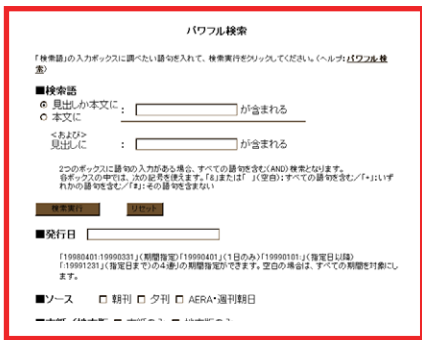 パワフル検索
「検索語」の入力ボックスに調べたい語句を入れて、検索実行をクリックしてください。(ヘルプ:パワフル検
索)
■検索語
見出しか本文に : が含まれる
本文に
<および>
見出しに : が含まれる
2つのボックスに語句の入力がある場合、すべての語句を含む(AND)検索となります。
各ボックスの中では、次の記号を使えます。「&」または「 」(空白):すべての語句を含む/「+」:いず
れかの語句を含む/「#」:その語句を含まない
検索実行 リセット
■発行日
「19980401:19990331」(期間指定)「19990401」(1日のみ)「19990101:」(指定日以降)
「:19991231」(指定日まで)の4通りの期間指定ができます。空白の場合は、すべての期間を対象にし
ます。
■ソース 朝刊 夕刊 AERA・週刊朝日